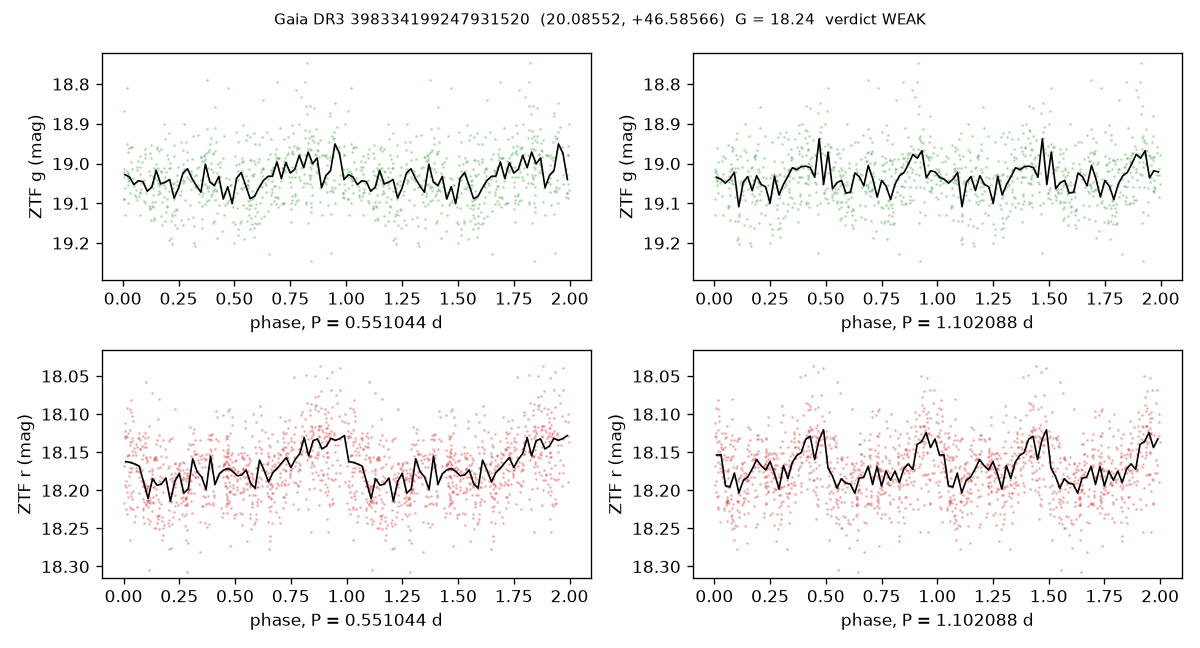 Gaia DR3 398334199247931520  (20.08552, +46.58566)  G = 18.24  verdict WEAK
ZTF g (mag)
18.8
18.9
19.0
19.1
19.2
0.00 0.25 0.50 0.75 1.00 1.25 1.50 1.75 2.00
phase, P = 0.551044 d
ZTF g (mag)
18.8
18.9
19.0
19.1
19.2
0.00 0.25 0.50 0.75 1.00 1.25 1.50 1.75 2.00
phase, P = 1.102088 d
ZTF r (mag)
18.05
18.10
18.15
18.20
18.25
18.30
0.00 0.25 0.50 0.75 1.00 1.25 1.50 1.75 2.00
phase, P = 0.551044 d
ZTF r (mag)
18.05
18.10
18.15
18.20
18.25
18.30
0.00 0.25 0.50 0.75 1.00 1.25 1.50 1.75 2.00
phase, P = 1.102088 d